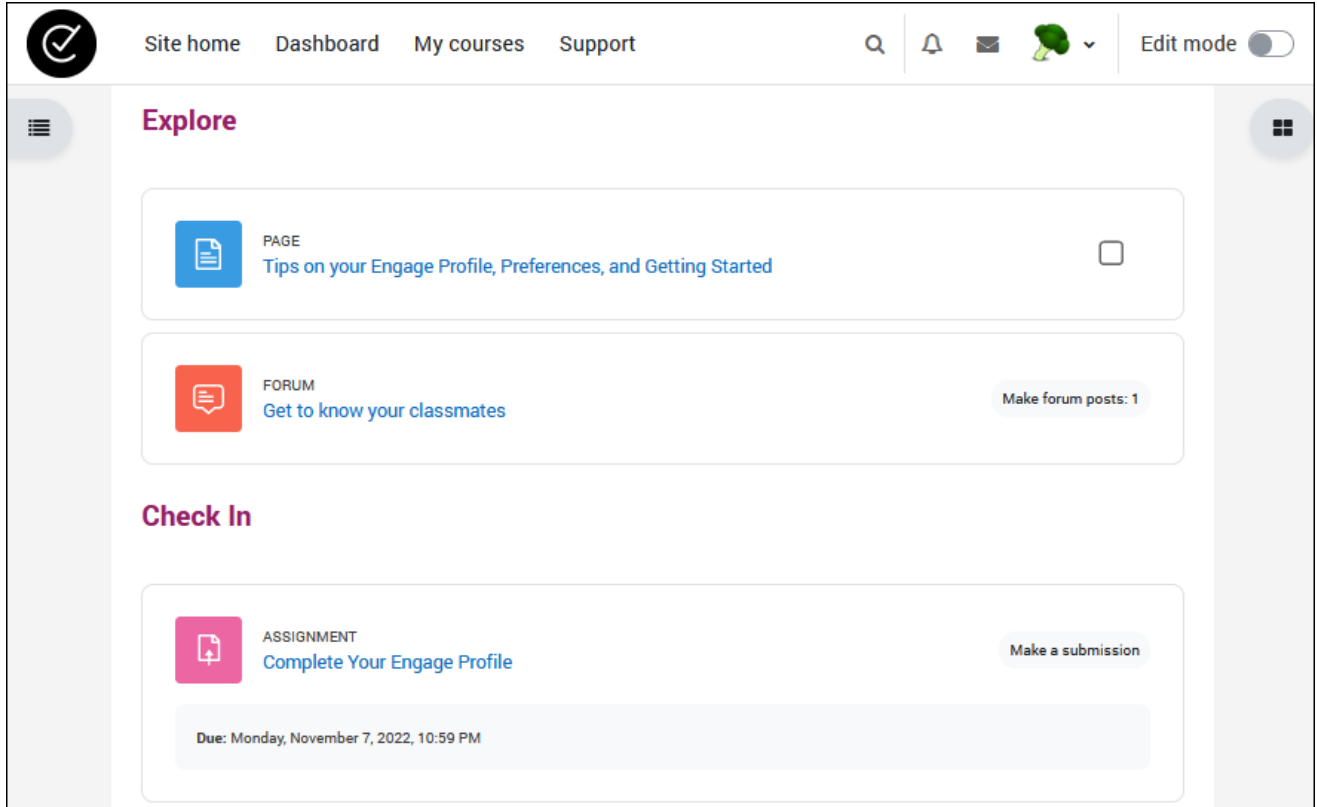 Site home Dashboard My courses Support Edit mode
Explore
PAGE
Tips on your Engage Profile, Preferences, and Getting Started
FORUM
Get to know your classmates
Make forum posts: 1
Check In
ASSIGNMENT
Complete Your Engage Profile
Make a submission
Due: Monday, November 7, 2022, 10:59 PM